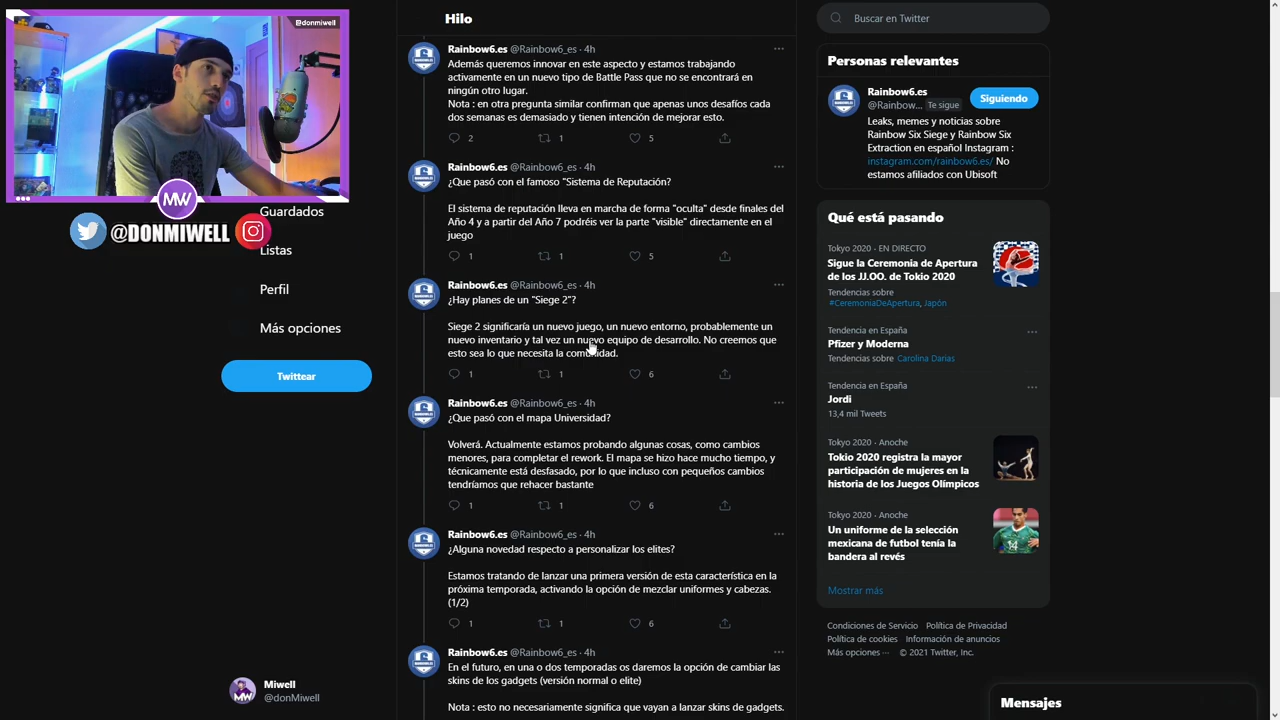 @donmiwell
MW
@DONMIWELL
Guardados
Listas
Perfil
Más opciones
Twittear
Miwell
@donMiwell
Hilo
Rainbow6.es @Rainbow6_es · 4h
Además queremos innovar en este aspecto y estamos trabajando
activamente en un nuevo tipo de Battle Pass que no se encontrará en
ningún otro lugar.
Nota : en otra pregunta similar confirman que apenas unos desafíos cada
dos semanas es demasiado y tienen intención de mejorar esto.
2 1 5
Rainbow6.es @Rainbow6_es · 4h
¿Que pasó con el famoso "Sistema de Reputación?
El sistema de reputación lleva en marcha de forma "oculta" desde finales del
Año 4 y a partir del Año 7 podréis ver la parte "visible" directamente en el
juego
1 1 5
Rainbow6.es @Rainbow6_es · 4h
¿Hay planes de un "Siege 2"?
Siege 2 significaría un nuevo juego, un nuevo entorno, probablemente un
nuevo inventario y tal vez un nuevo equipo de desarrollo. No creemos que
esto sea lo que necesita la comunidad.
1 1 6
Rainbow6.es @Rainbow6_es · 4h
¿Que pasó con el mapa Universidad?
Volverá. Actualmente estamos probando algunas cosas, como cambios
menores, para completar el rework. El mapa se hizo hace mucho tiempo, y
técnicamente está desfasado, por lo que incluso con pequeños cambios
tendríamos que rehacer bastante
1 1 6
Rainbow6.es @Rainbow6_es · 4h
¿Alguna novedad respecto a personalizar los elites?
Estamos tratando de lanzar una primera versión de esta característica en la
próxima temporada, activando la opción de mezclar uniformes y cabezas.
(1/2)
1 1 6
Rainbow6.es @Rainbow6_es · 4h
En el futuro, en una o dos temporadas os daremos la opción de cambiar las
skins de los gadgets (versión normal o elite)
Nota : esto no necesariamente significa que vayan a lanzar skins de gadgets.
Buscar en Twitter
Personas relevantes
Rainbow6.es
@Rainbow... Te sigue
Siguiendo
Leaks, memes y noticias sobre
Rainbow Six Siege y Rainbow Six
Extraction en español Instagram :
instagram.com/rainbow6.es/ No
estamos afiliados con Ubisoft
Qué está pasando
Tokyo 2020 · EN DIRECTO
Sigue la Ceremonia de Apertura
de los JJ.OO. de Tokio 2020
Tendencias sobre
#CeremoniaDeApertura, Japón
Tendencia en España
Pfizer y Moderna
Tendencias sobre Carolina Darias
Tendencia en España
Jordi
13,4 mil Tweets
Tokyo 2020 · Anoche
Tokio 2020 registra la mayor
participación de mujeres en la
historia de los Juegos Olímpicos
Tokyo 2020 · Anoche
Un uniforme de la selección
mexicana de futbol tenía la
bandera al revés
Mostrar más
Condiciones de Servicio Política de Privacidad
Política de cookies Información de anuncios
Más opciones ··· © 2021 Twitter, Inc.
Mensajes